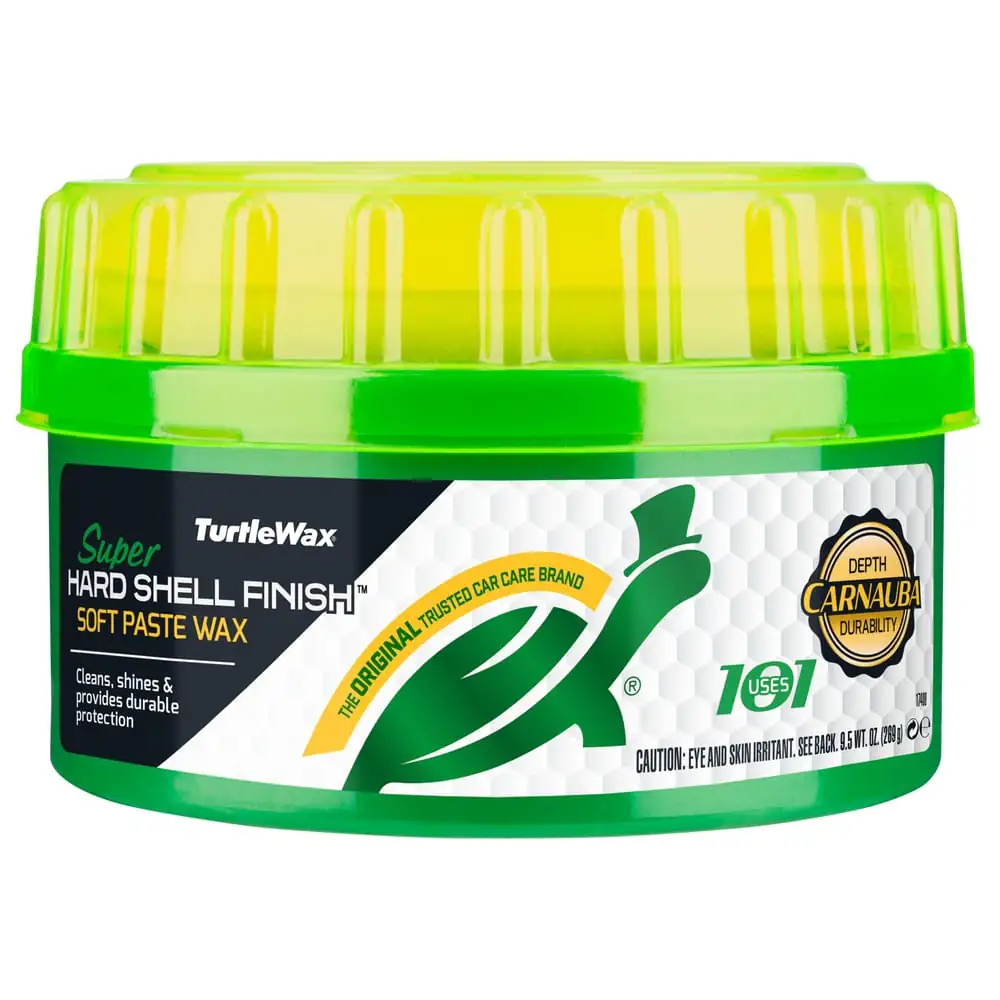 TurtleWax®
Super
HARD SHELL FINISH™
SOFT PASTE WAX
Cleans, shines &
provides durable
protection
THE ORIGINAL TRUSTED CAR CARE BRAND
®
DEPTH
CARNAUBA
DURABILITY
101
USES
CAUTION: EYE AND SKIN IRRITANT. SEE BACK. 9.5 WT. OZ. (269 g)